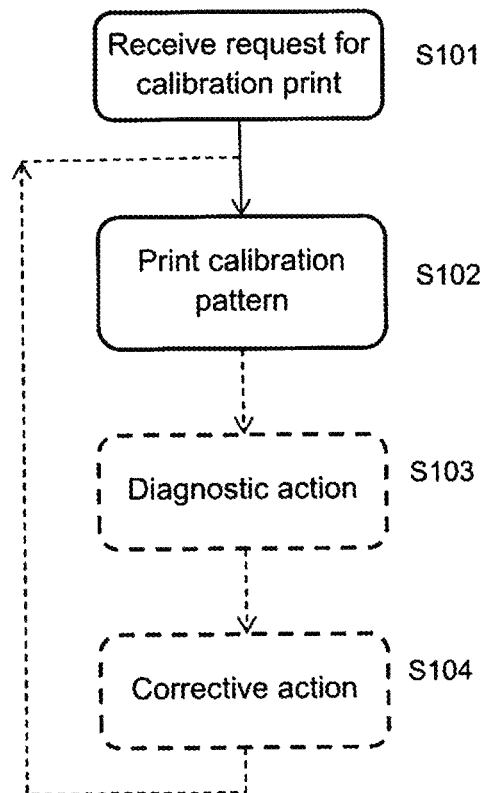 Receive request for
calibration print
S101
Print calibration
pattern
S102
Diagnostic action
S103
Corrective action
S104